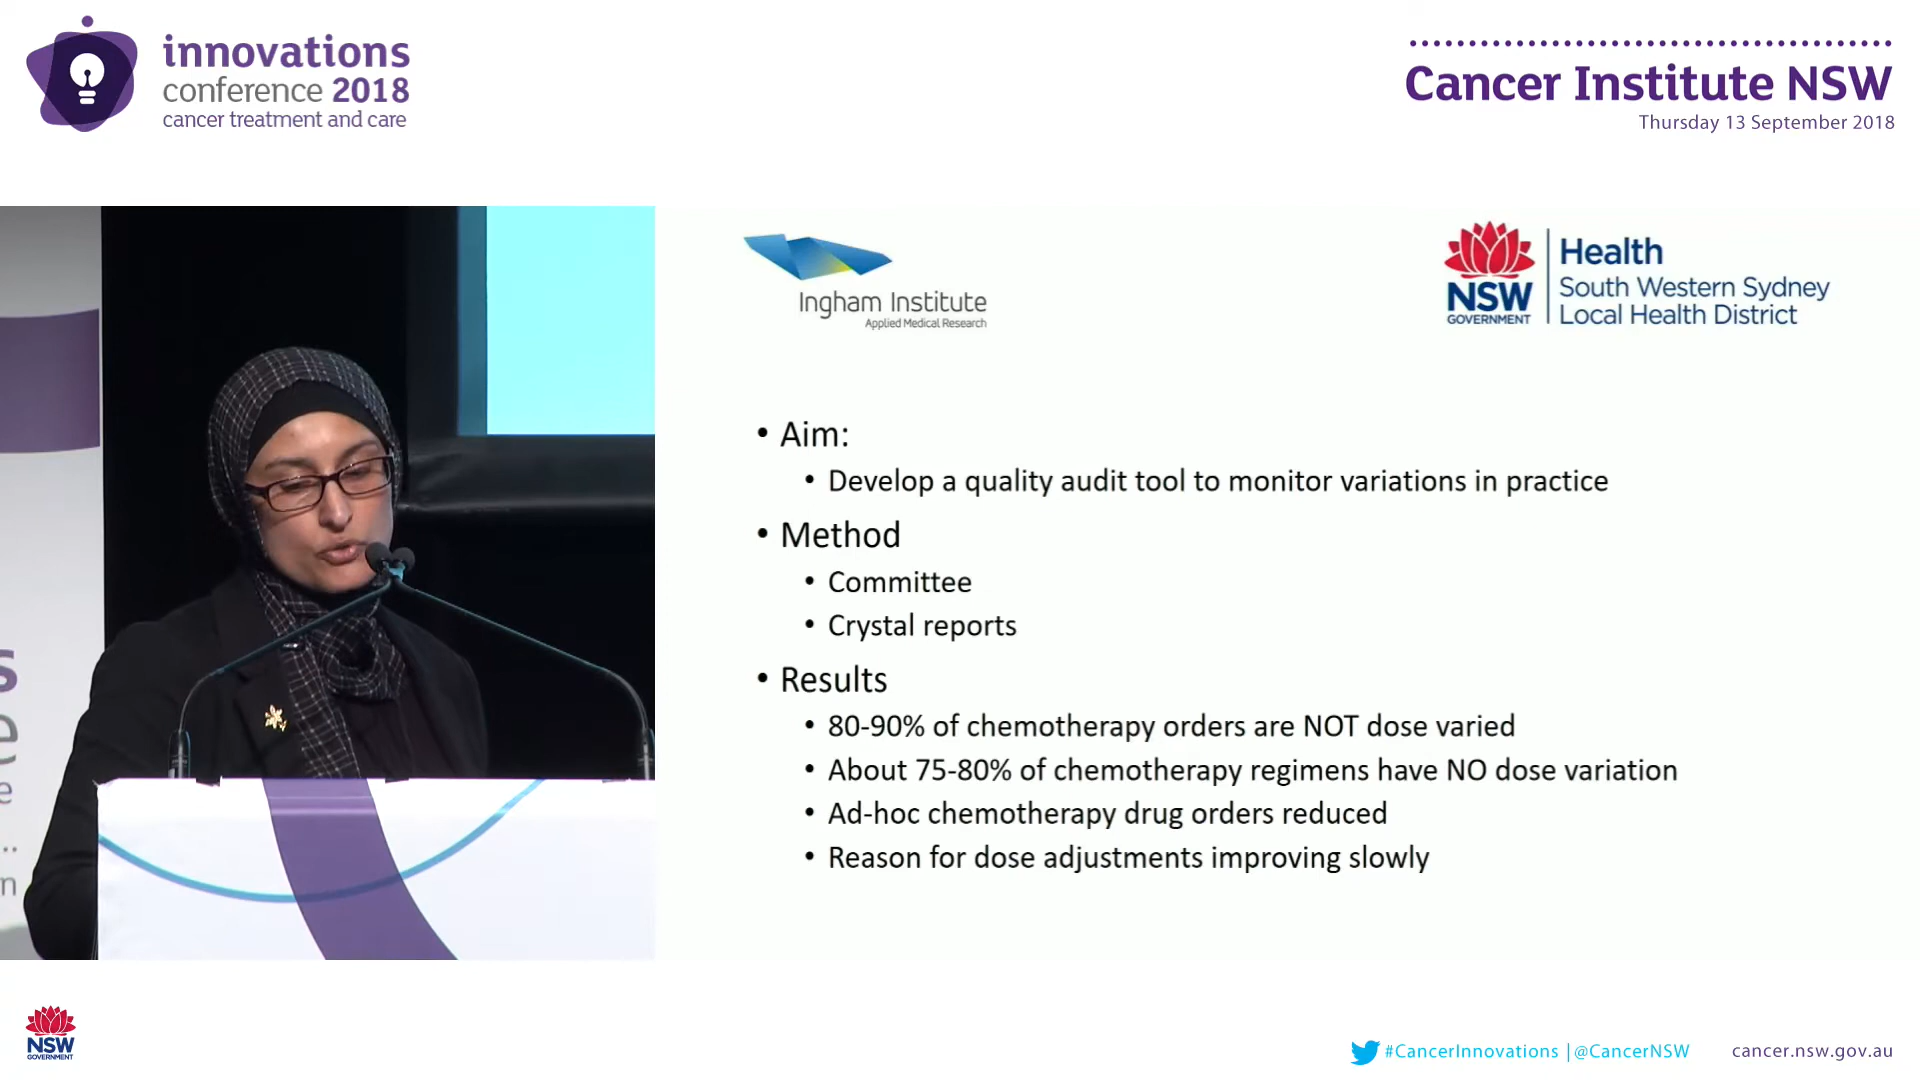 innovations
conference 2018
cancer treatment and care
Cancer Institute NSW
Thursday 13 September 2018
Ingham Institute
Applied Medical Research
NSW
GOVERNMENT
Health
South Western Sydney
Local Health District
• Aim:
• Develop a quality audit tool to monitor variations in practice
• Method
• Committee
• Crystal reports
• Results
• 80-90% of chemotherapy orders are NOT dose varied
• About 75-80% of chemotherapy regimens have NO dose variation
• Ad-hoc chemotherapy drug orders reduced
• Reason for dose adjustments improving slowly
s
e
e
n
NSW
GOVERNMENT
#CancerInnovations | @CancerNSW
cancer.nsw.gov.au